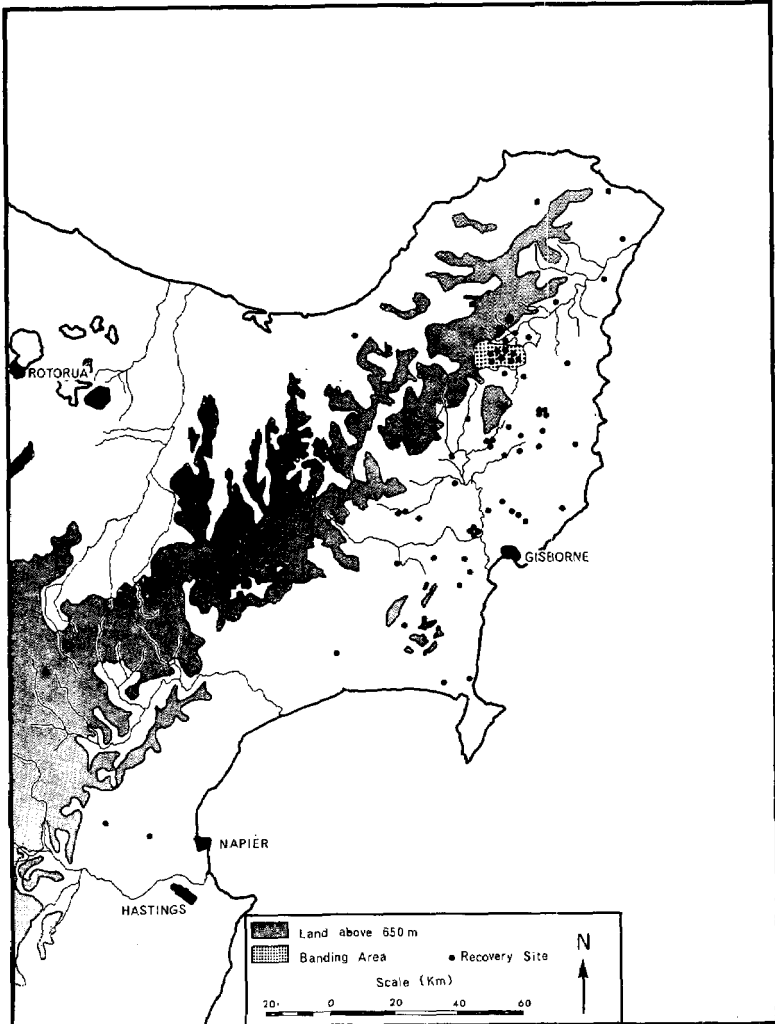 ROTORUA
GISBORNE
NAPIER
HASTINGS
Land above 650 m
Banding Area
• Recovery Site
N
Scale (Km)
20 0 20 40 60